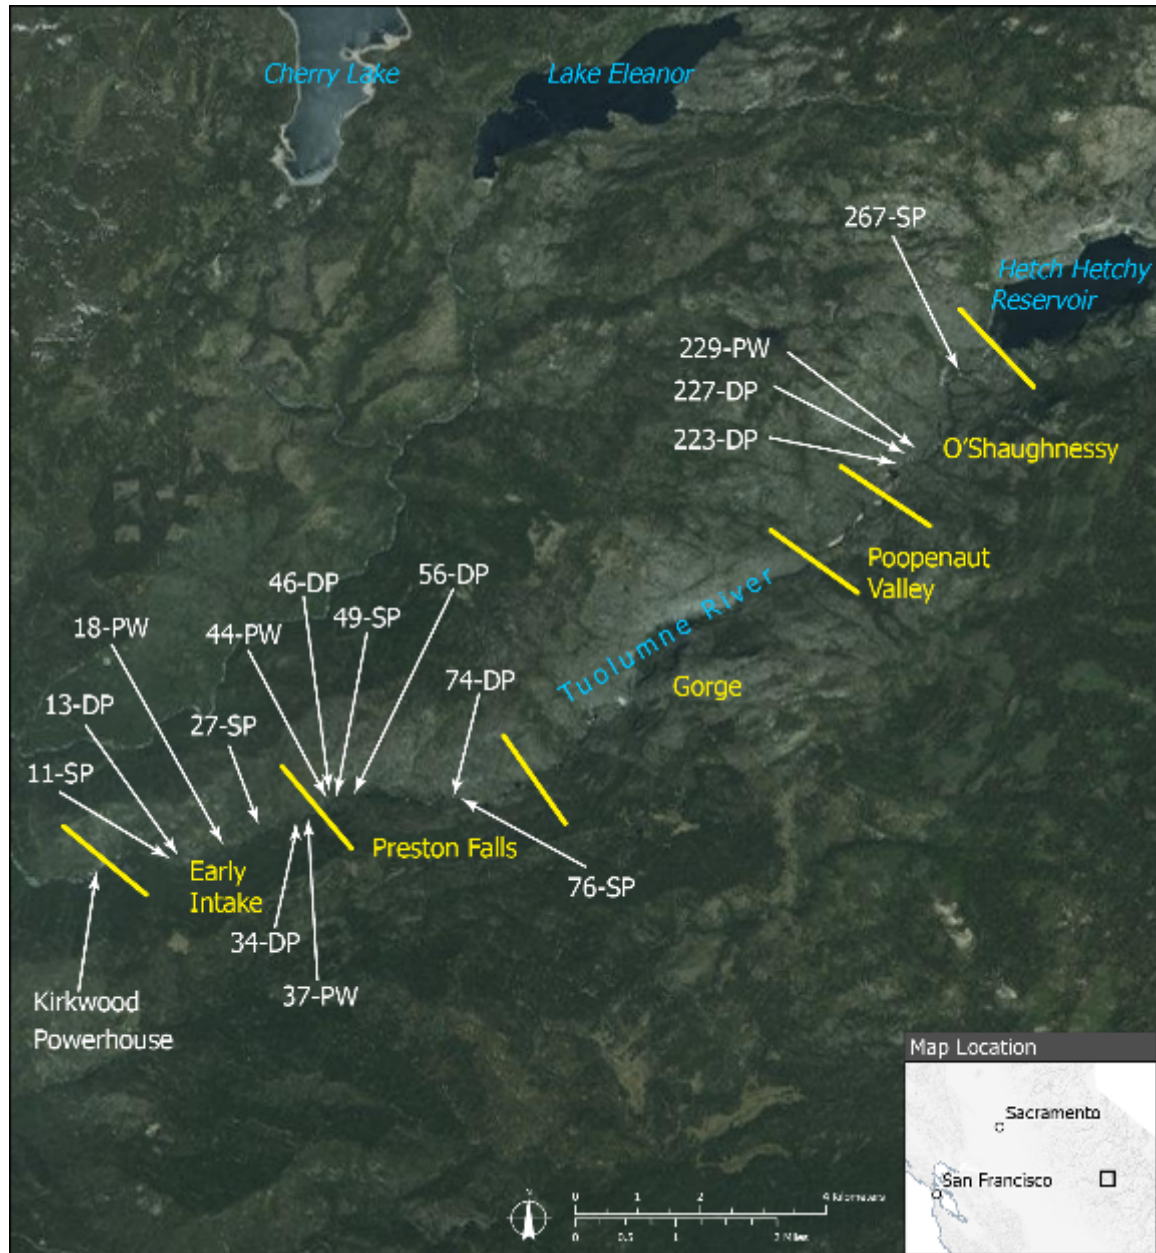 Cherry Lake
Lake Eleanor
267-SP
Hetch Hetchy
Reservoir
229-PW
227-DP
223-DP
O'Shaughnessy
Poopenaut
Valley
46-DP
56-DP
49-SP
18-PW
44-PW
Tuolumne River
74-DP
Gorge
13-DP
27-SP
11-SP
Preston Falls
Early
Intake
76-SP
34-DP
37-PW
Kirkwood
Powerhouse
Map Location
Sacramento
San Francisco
N
0 1 2 4 Kilometers
0 0.5 1 2 Miles